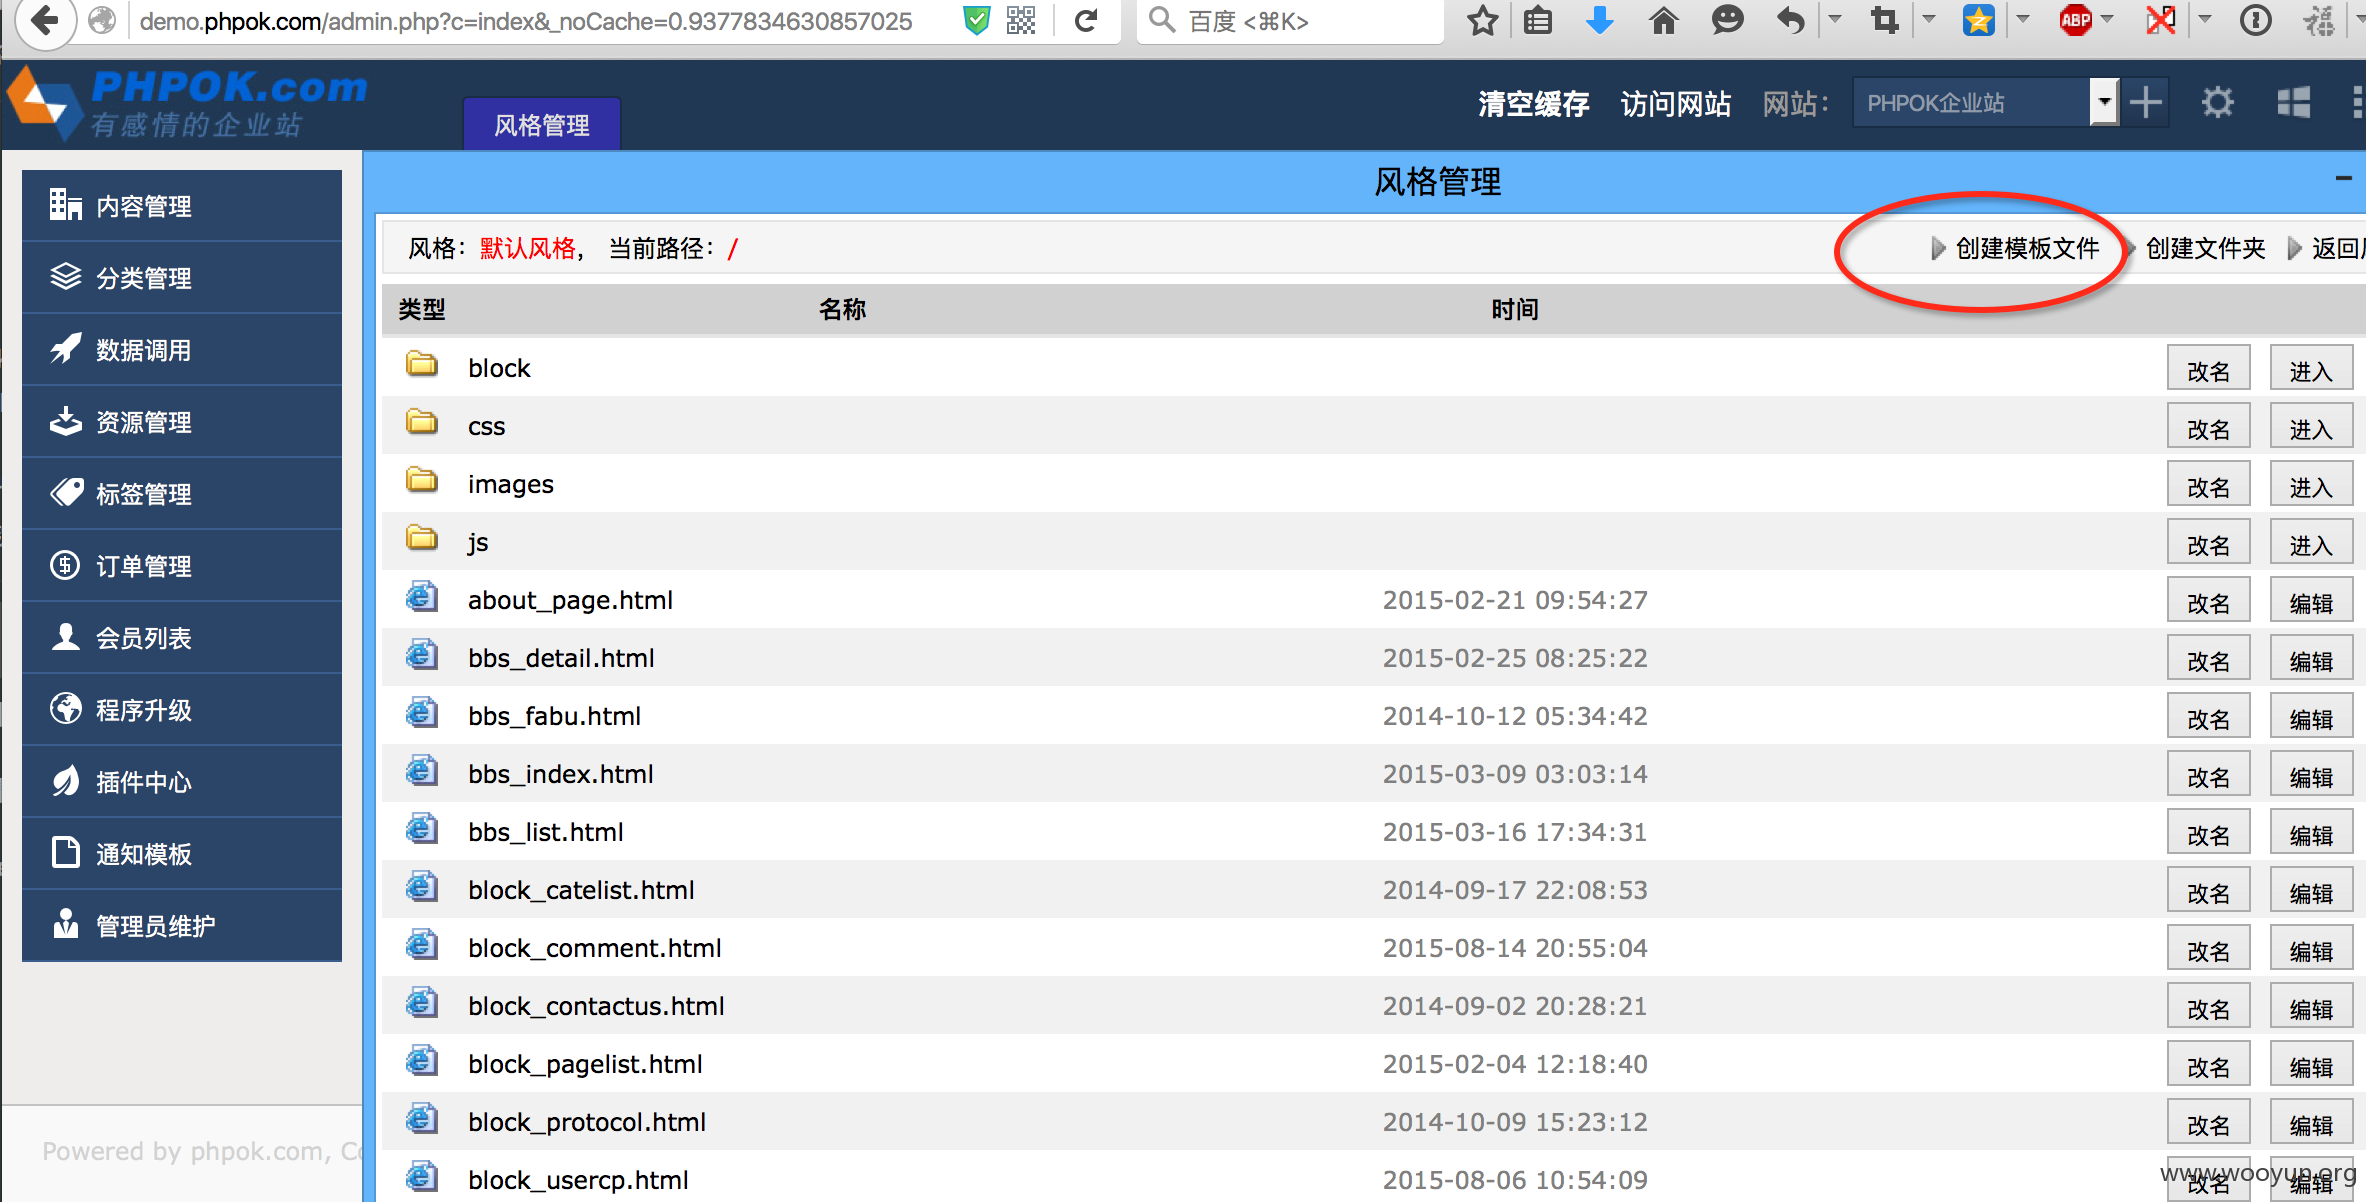 demo.phpok.com/admin.php?c=index&_noCache=0.9377834630857025
百度 <⌘K>
ABP
PHPOK.com
有感情的企业站
风格管理
清空缓存 访问网站 网站: PHPOK企业站
内容管理
分类管理
数据调用
资源管理
标签管理
订单管理
会员列表
程序升级
插件中心
通知模板
管理员维护
Powered by phpok.com,
风格管理
风格: 默认风格, 当前路径: / 创建模板文件 创建文件夹 返回
类型 名称 时间
block 改名 进入
css 改名 进入
images 改名 进入
js 改名 进入
about_page.html 2015-02-21 09:54:27 改名 编辑
bbs_detail.html 2015-02-25 08:25:22 改名 编辑
bbs_fabu.html 2014-10-12 05:34:42 改名 编辑
bbs_index.html 2015-03-09 03:03:14 改名 编辑
bbs_list.html 2015-03-16 17:34:31 改名 编辑
block_catelist.html 2014-09-17 22:08:53 改名 编辑
block_comment.html 2015-08-14 20:55:04 改名 编辑
block_contactus.html 2014-09-02 20:28:21 改名 编辑
block_pagelist.html 2015-02-04 12:18:40 改名 编辑
block_protocol.html 2014-10-09 15:23:12 改名 编辑
block_usercp.html 2015-08-06 10:54:09 改名 编辑
www.wooyun.org